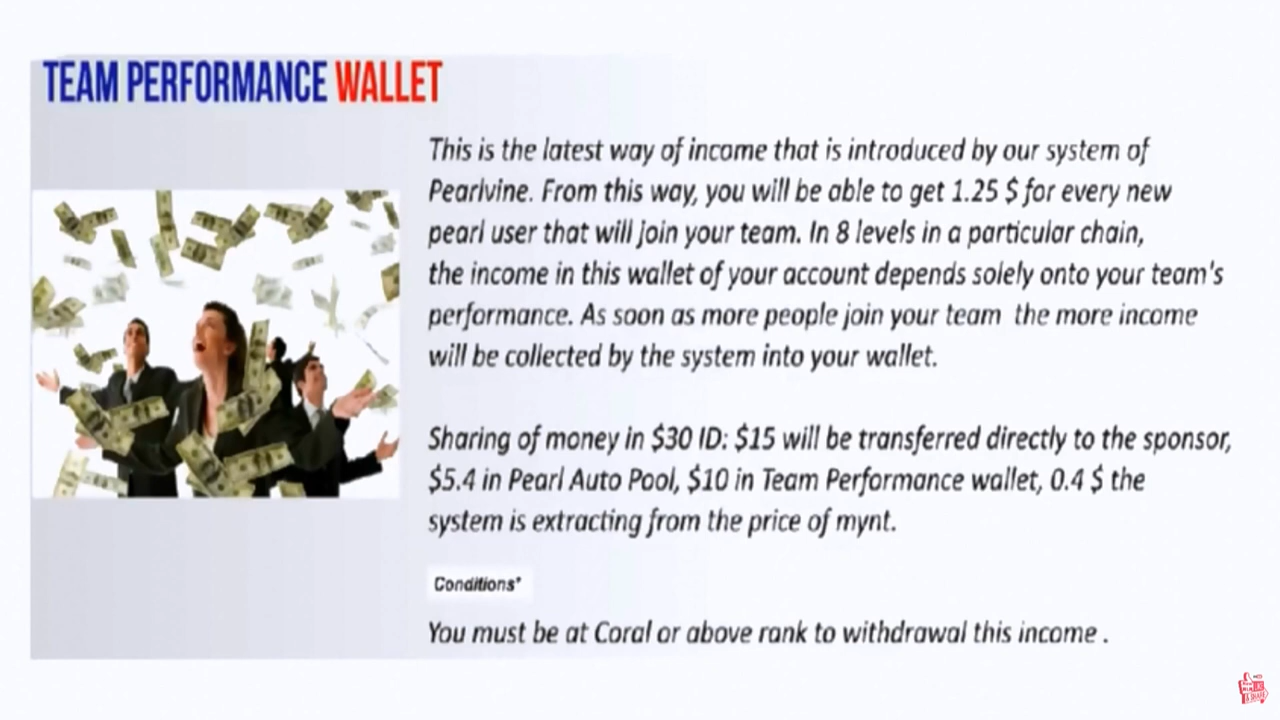 TEAM PERFORMANCE WALLET
This is the latest way of income that is introduced by our system of
Pearlvine. From this way, you will be able to get 1.25 $ for every new
pearl user that will join your team. In 8 levels in a particular chain,
the income in this wallet of your account depends solely onto your team's
performance. As soon as more people join your team the more income
will be collected by the system into your wallet.
Sharing of money in $30 ID: $15 will be transferred directly to the sponsor,
$5.4 in Pearl Auto Pool, $10 in Team Performance wallet, 0.4 $ the
system is extracting from the price of mynt.
Conditions*
You must be at Coral or above rank to withdrawal this income .